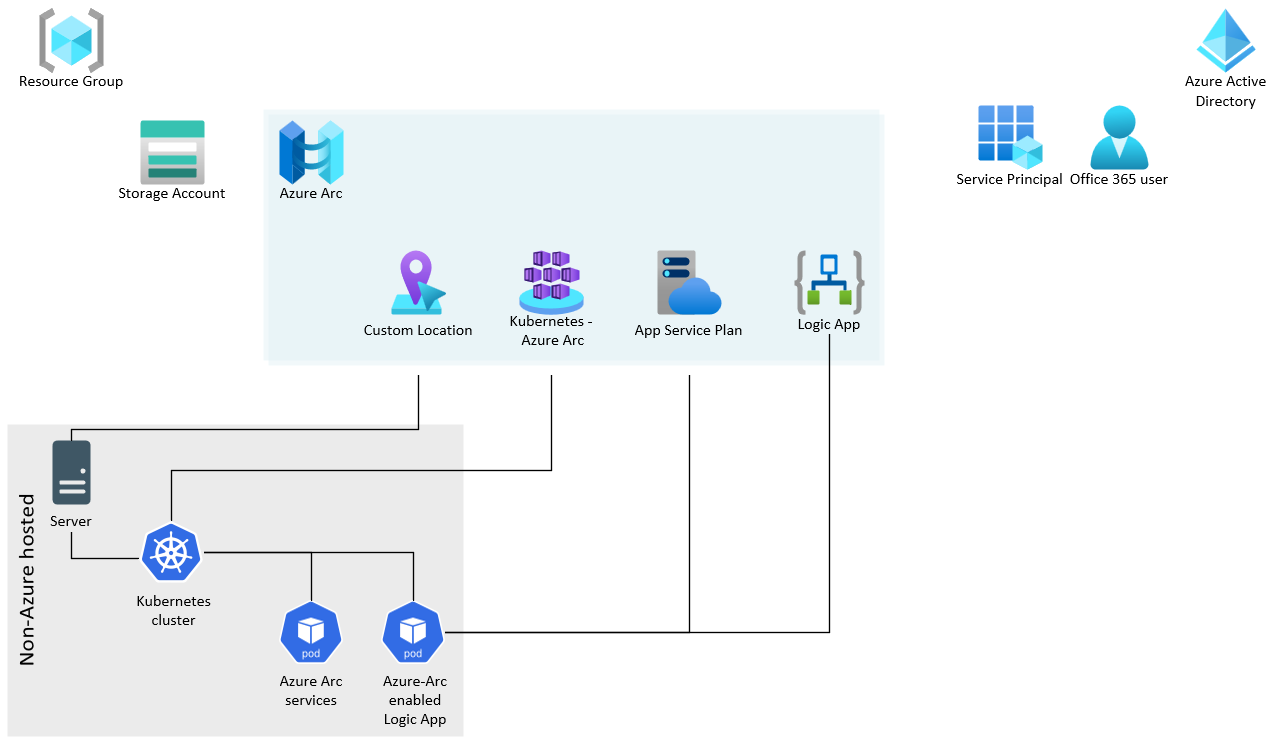 Resource Group
Azure Active
Directory
Storage Account
Azure Arc
Service Principal
Office 365 user
Custom Location
Kubernetes -
Azure Arc
App Service Plan
Logic App
Non-Azure hosted
Server
Kubernetes
cluster
pod
Azure Arc
services
pod
Azure-Arc
enabled
Logic App